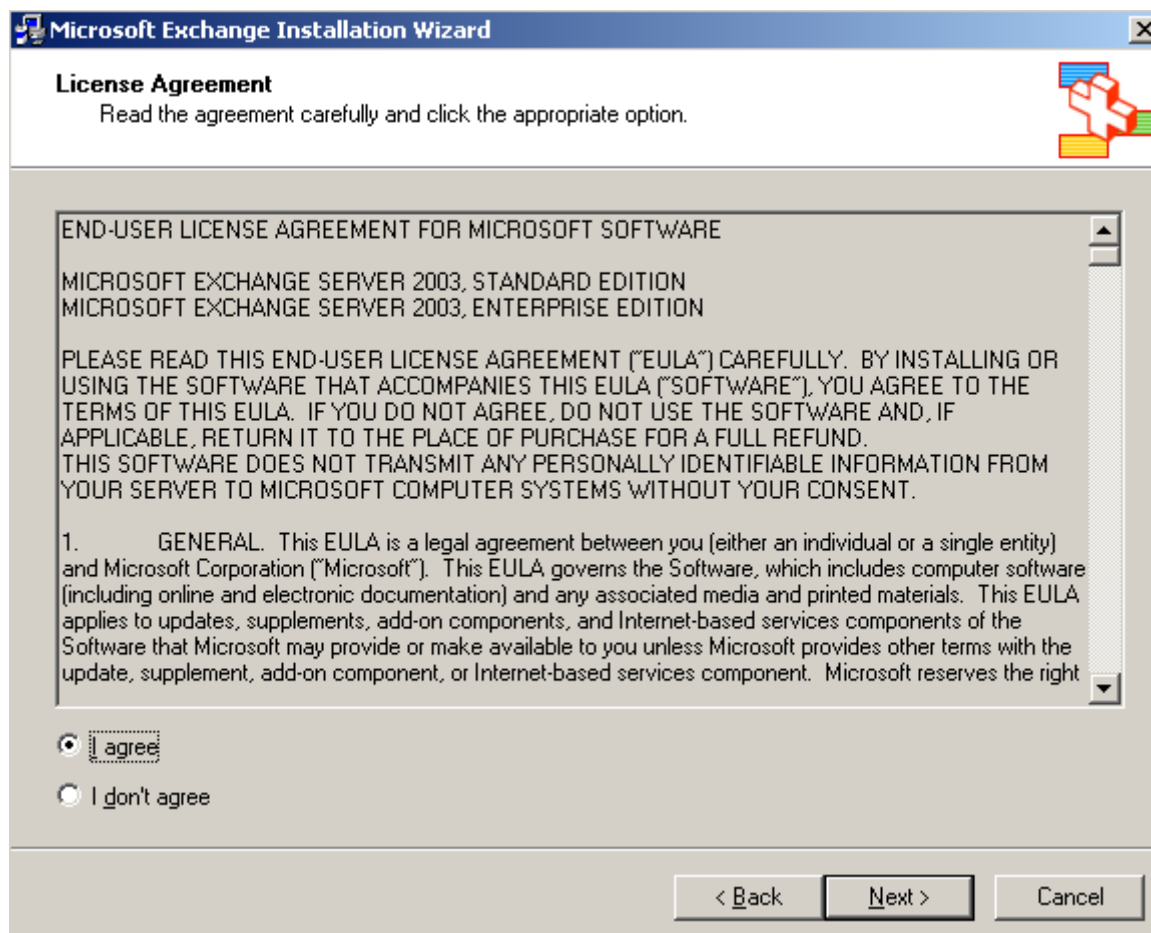 Microsoft Exchange Installation Wizard
License Agreement
Read the agreement carefully and click the appropriate option.
END-USER LICENSE AGREEMENT FOR MICROSOFT SOFTWARE
MICROSOFT EXCHANGE SERVER 2003, STANDARD EDITION
MICROSOFT EXCHANGE SERVER 2003, ENTERPRISE EDITION
PLEASE READ THIS END-USER LICENSE AGREEMENT ("EULA") CAREFULLY.  BY INSTALLING OR
USING THE SOFTWARE THAT ACCOMPANIES THIS EULA ("SOFTWARE"), YOU AGREE TO THE
TERMS OF THIS EULA.  IF YOU DO NOT AGREE, DO NOT USE THE SOFTWARE AND, IF
APPLICABLE, RETURN IT TO THE PLACE OF PURCHASE FOR A FULL REFUND.
THIS SOFTWARE DOES NOT TRANSMIT ANY PERSONALLY IDENTIFIABLE INFORMATION FROM
YOUR SERVER TO MICROSOFT COMPUTER SYSTEMS WITHOUT YOUR CONSENT.
1.	GENERAL.  This EULA is a legal agreement between you (either an individual or a single entity)
and Microsoft Corporation ("Microsoft").  This EULA governs the Software, which includes computer software
(including online and electronic documentation) and any associated media and printed materials.  This EULA
applies to updates, supplements, add-on components, and Internet-based services components of the
Software that Microsoft may provide or make available to you unless Microsoft provides other terms with the
update, supplement, add-on component, or Internet-based services component.  Microsoft reserves the right
I agree
I don't agree
< Back
Next >
Cancel